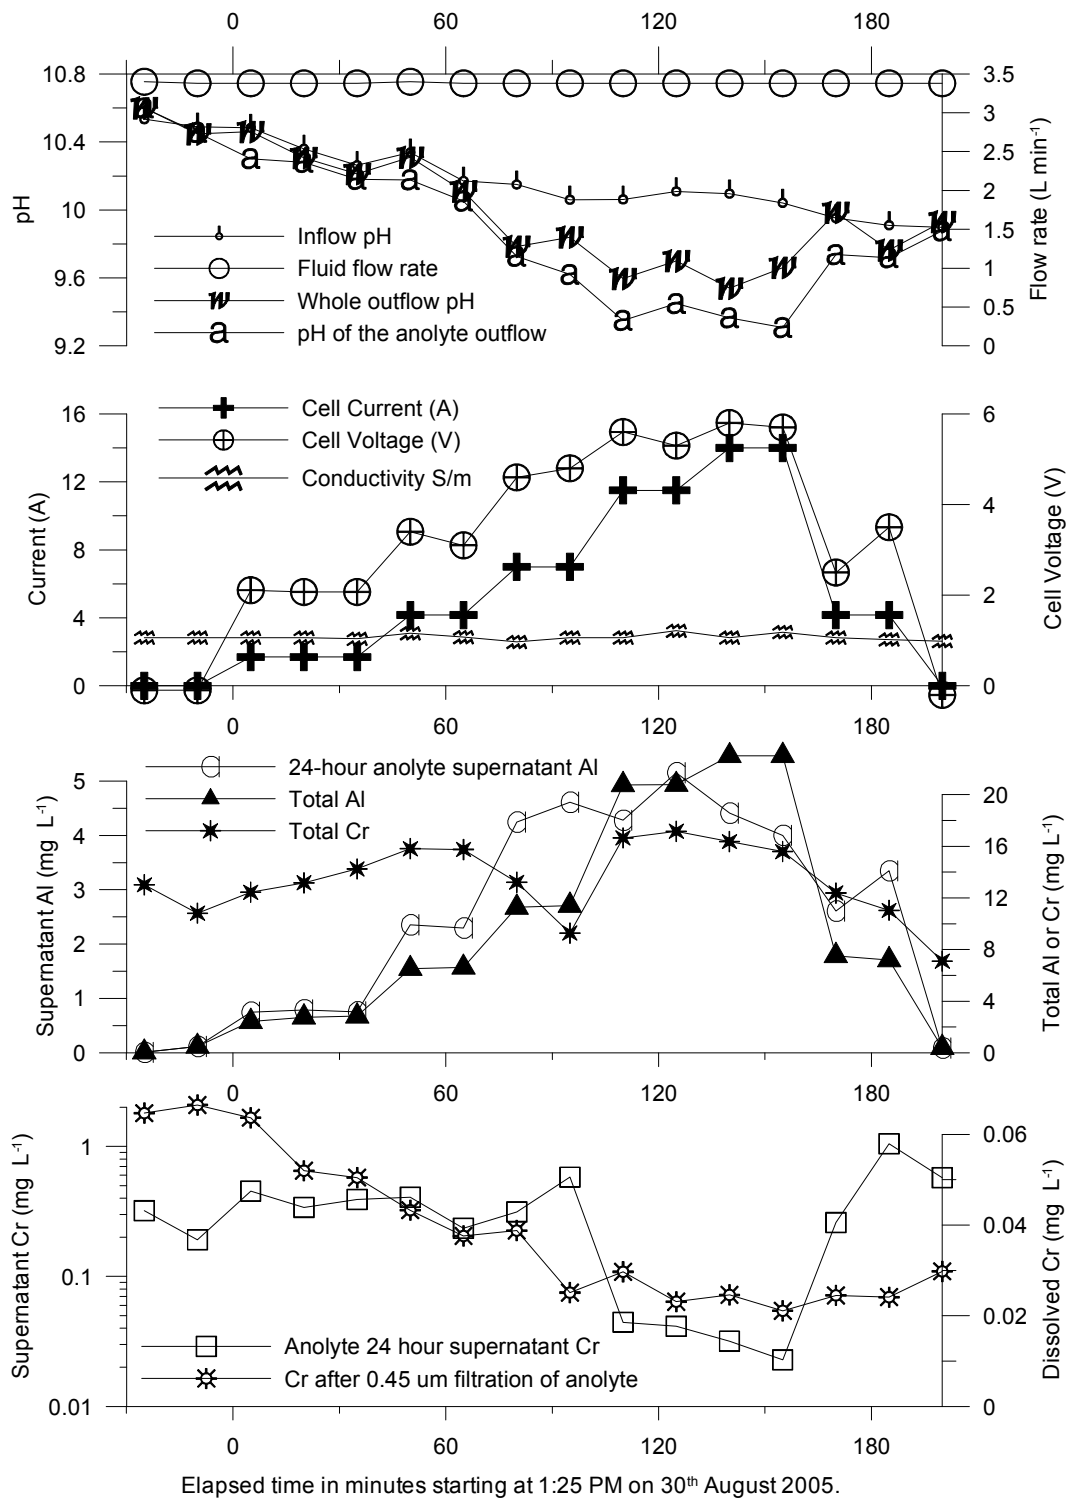 0 60 120 180
10.8
10.4
10
9.6
9.2
pH
3.5
3
2.5
2
1.5
1
0.5
0
Flow rate (L min-1)
Inflow pH
Fluid flow rate
Whole outflow pH
pH of the anolyte outflow
16
12
8
4
0
Current (A)
6
4
2
0
Cell Voltage (V)
Cell Current (A)
Cell Voltage (V)
Conductivity S/m
0 60 120 180
5
4
3
2
1
0
Supernatant Al (mg L-1)
20
16
12
8
4
0
Total Al or Cr (mg L-1)
24-hour anolyte supernatant Al
Total Al
Total Cr
0 60 120 180
1
0.1
0.01
Supernatant Cr (mg L-1)
0.06
0.04
0.02
0
Dissolved Cr (mg L-1)
Anolyte 24 hour supernatant Cr
Cr after 0.45 um filtration of anolyte
0 60 120 180
Elapsed time in minutes starting at 1:25 PM on 30th August 2005.